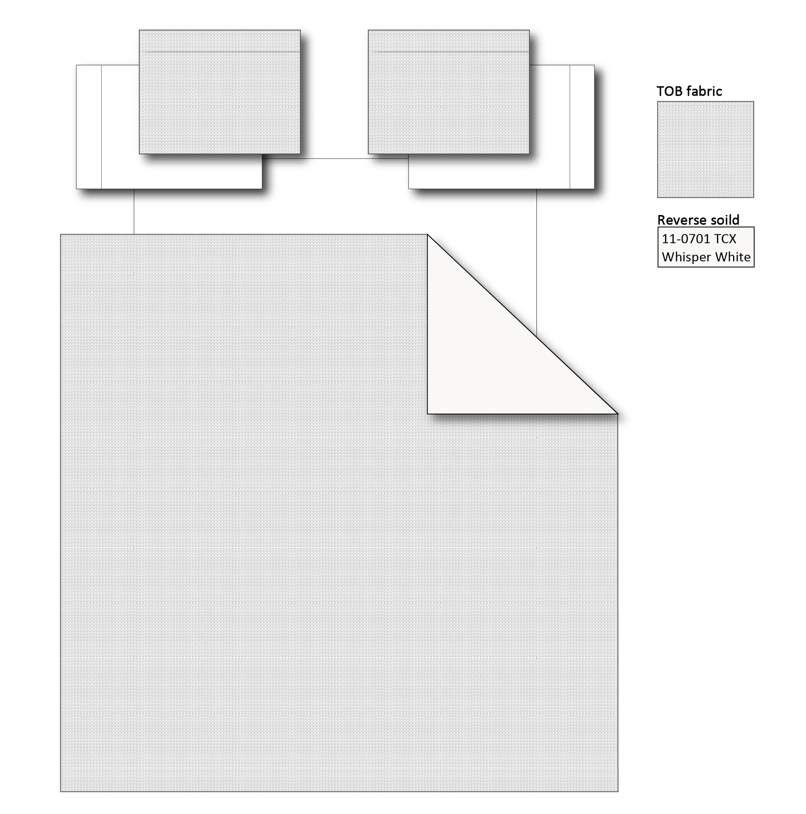 TOB fabric
Reverse soild
11-0701 TCX
Whisper White